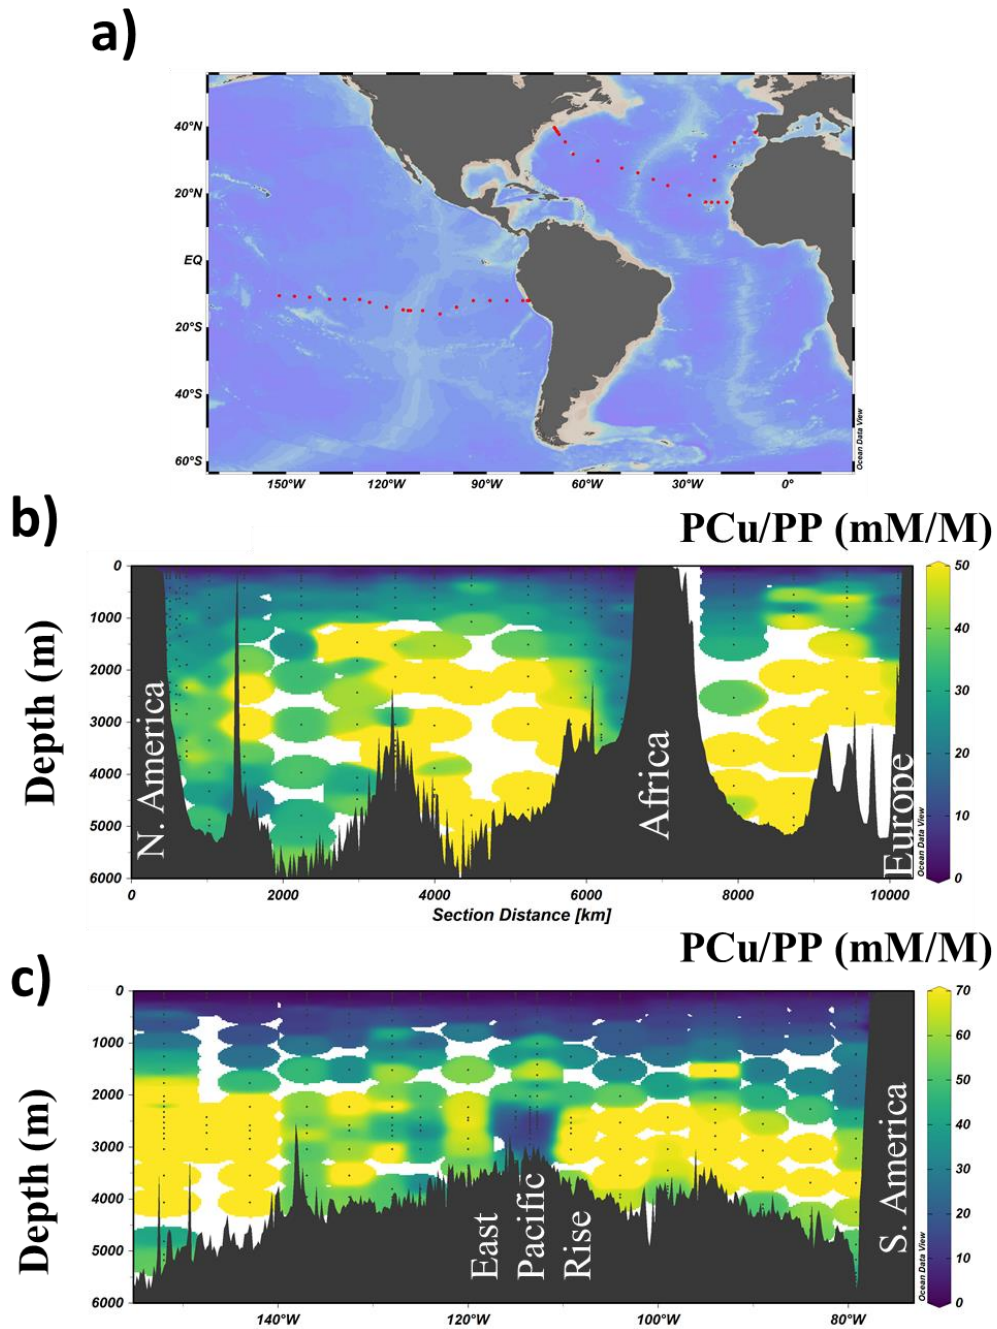 a)
40°N
20°N
EQ
20°S
40°S
60°S
150°W 120°W 90°W 60°W 30°W 0°
Ocean Data View
b)
PCu/PP (mM/M)
0
1000
2000
3000
4000
5000
6000
Depth (m)
N. America
Africa
Europe
0 2000 4000 6000 8000 10000
Section Distance [km]
50
40
30
20
10
0
Ocean Data View
c)
PCu/PP (mM/M)
0
1000
2000
3000
4000
5000
6000
Depth (m)
East
Pacific
Rise
S. America
140°W 120°W 100°W 80°W
70
60
50
40
30
20
10
0
Ocean Data View